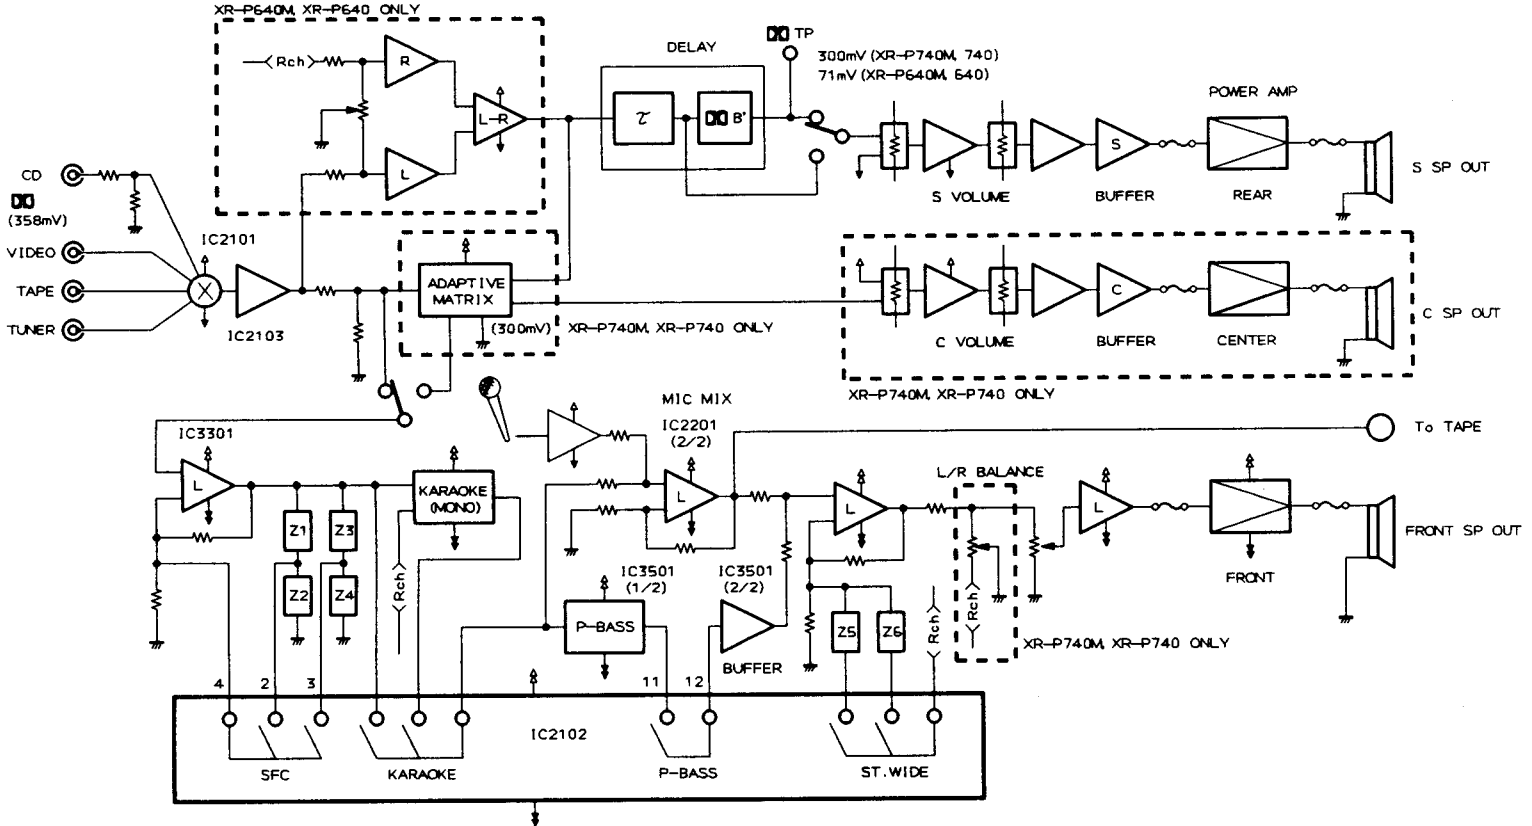 XR-P640M, XR-P640 ONLY
Rch
R
L-R
L
DELAY
τ
B'
TP
300mV (XR-P740M, 740)
71mV (XR-P640M, 640)
S VOLUME
S
BUFFER
POWER AMP
REAR
S SP OUT
CD
(358mV)
VIDEO
TAPE
TUNER
IC2101
X
IC2103
ADAPTIVE
MATRIX
(300mV)
XR-P740M, XR-P740 ONLY
C VOLUME
C
BUFFER
CENTER
C SP OUT
XR-P740M, XR-P740 ONLY
IC3301
L
Z1
Z2
Z3
Z4
KARAOKE
(MONO)
Rch
MIC MIX
IC2201
(2/2)
L
To TAPE
IC3501
(1/2)
P-BASS
IC3501
(2/2)
BUFFER
L
Z5
Z6
Rch
L/R BALANCE
Rch
XR-P740M, XR-P740 ONLY
L
FRONT
FRONT SP OUT
4
2
3
11
12
IC2102
SFC
KARAOKE
P-BASS
ST.WIDE